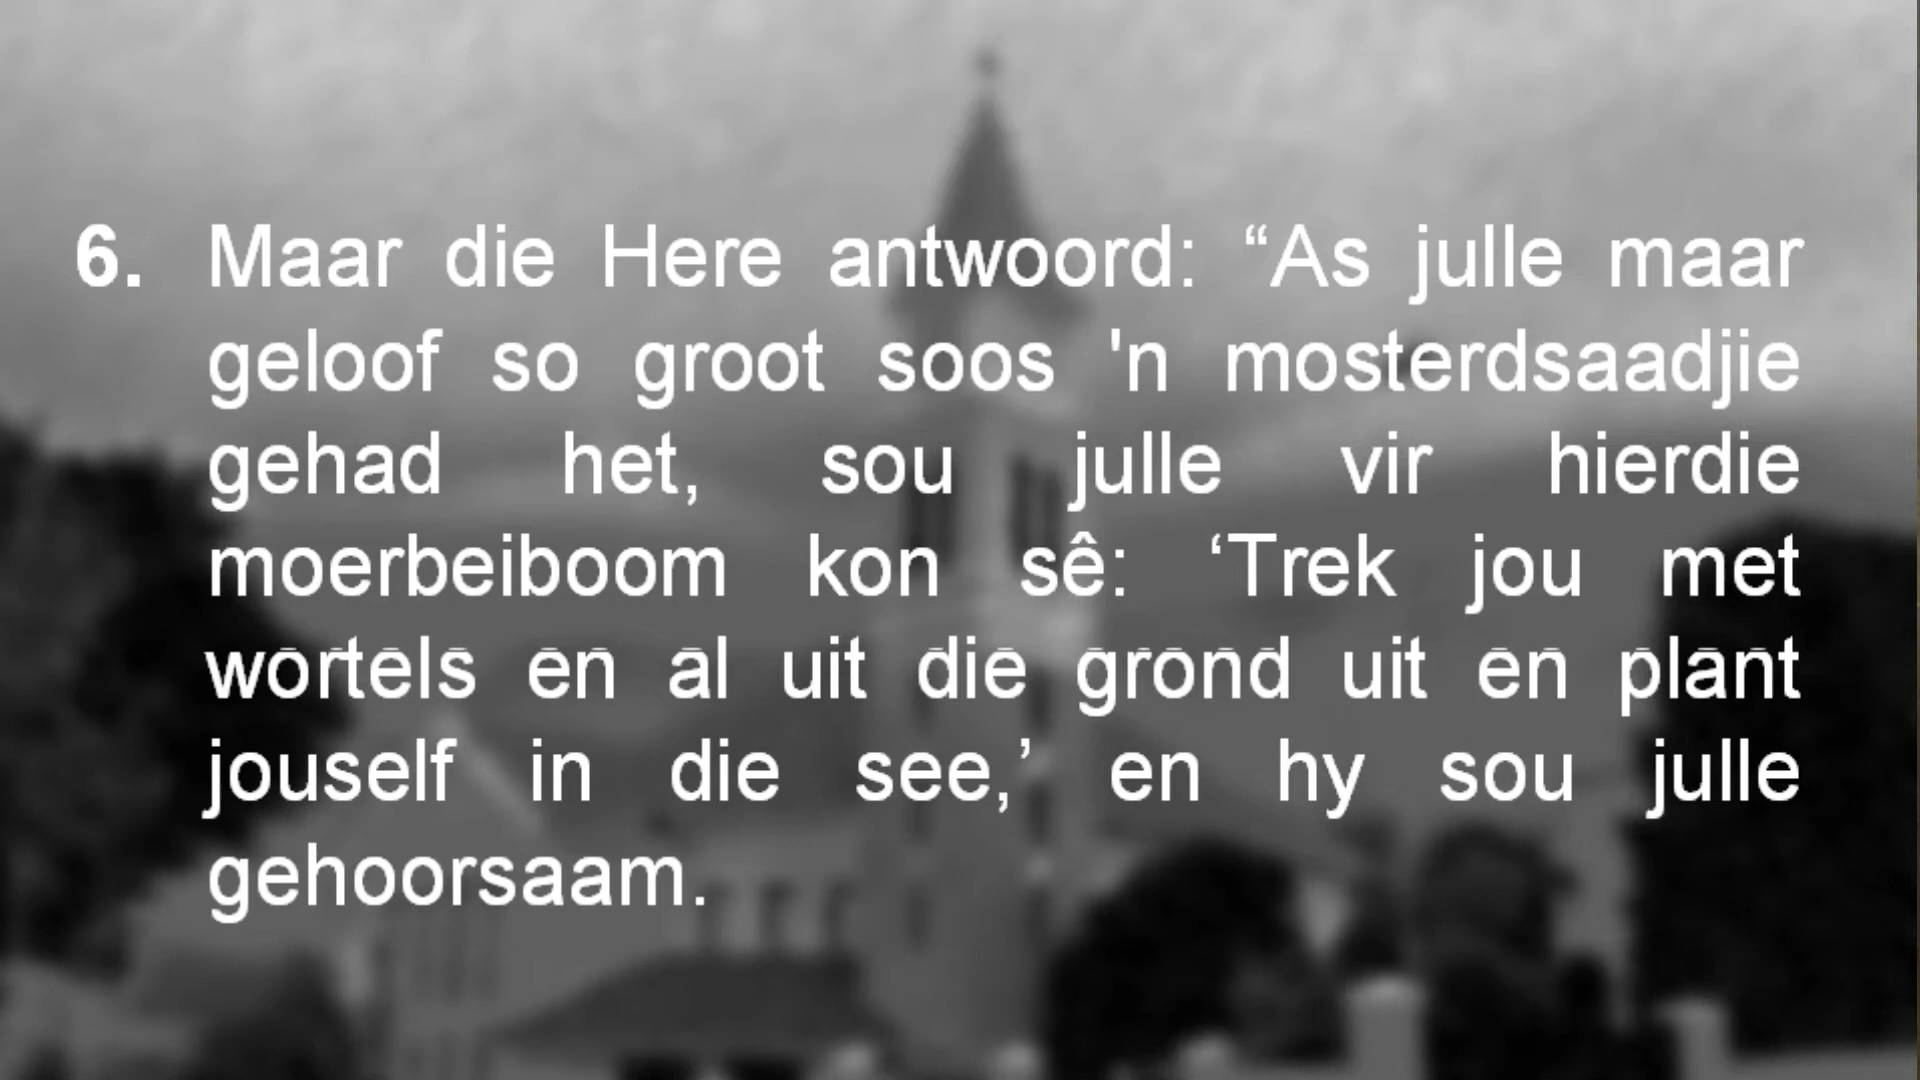 6. Maar die Here antwoord: “As julle maar
geloof so groot soos 'n mosterdsaadjie
gehad het, sou julle vir hierdie
moerbeiboom kon sê: ‘Trek jou met
wortels en al uit die grond uit en plant
jouself in die see,’ en hy sou julle
gehoorsaam.